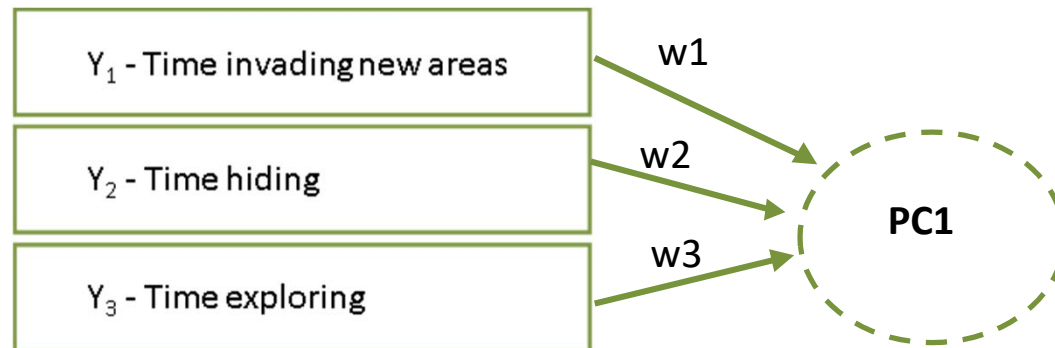 Y₁ - Time invading new areas
w1
w2
Y₂ - Time hiding
PC1
w3
Y₃ - Time exploring